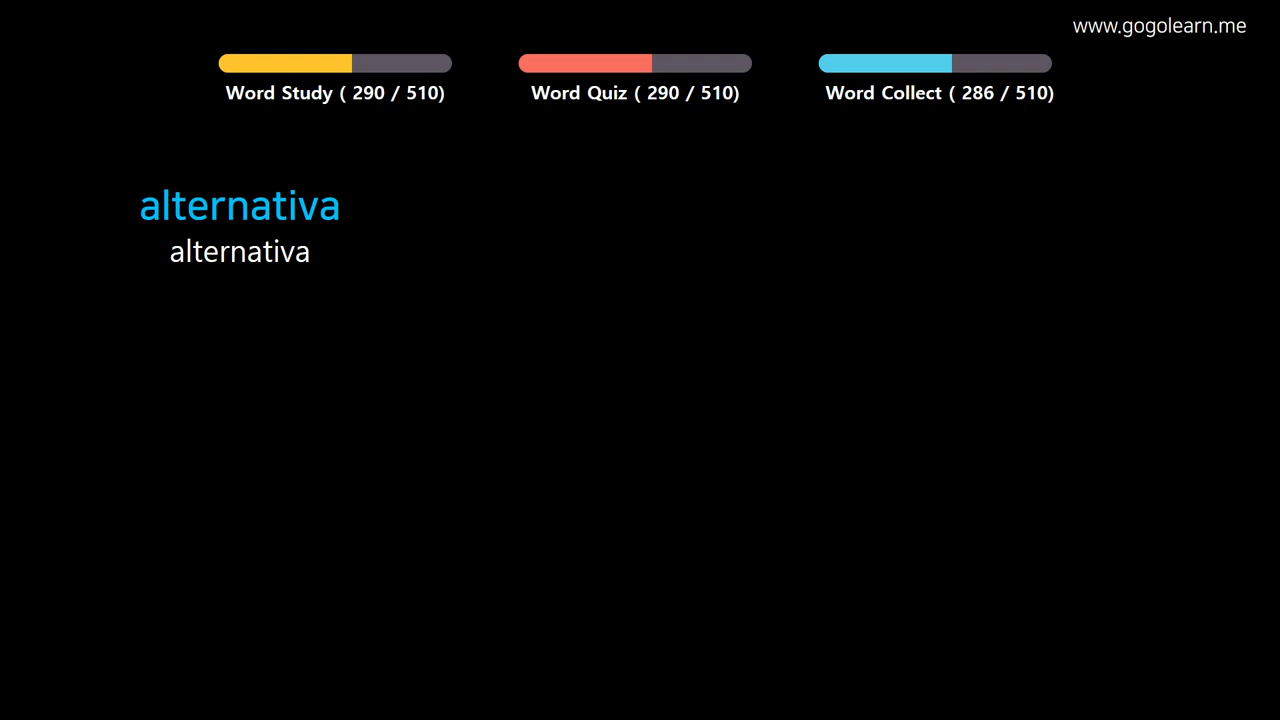 www.gogolearn.me
Word Study ( 290 / 510)
Word Quiz ( 290 / 510)
Word Collect ( 286 / 510)
alternativa
alternativa